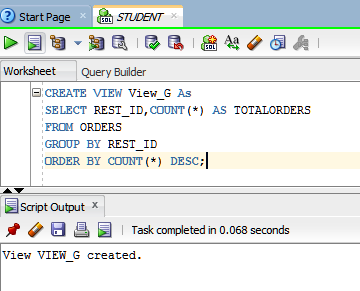 Start Page
STUDENT
SQL
Worksheet
Query Builder
CREATE VIEW View_G As
SELECT REST_ID,COUNT(*) AS TOTALORDERS
FROM ORDERS
GROUP BY REST_ID
ORDER BY COUNT(*) DESC;
Script Output
Task completed in 0.068 seconds
View VIEW_G created.